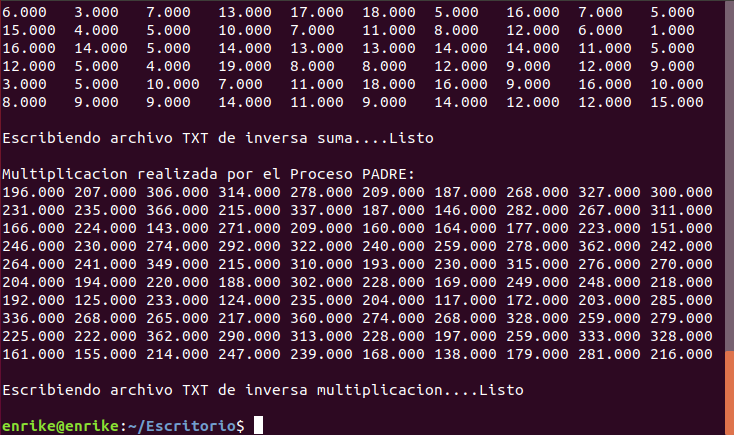 6.000 3.000 7.000 13.000 17.000 18.000 5.000 16.000 7.000 5.000
15.000 4.000 5.000 10.000 7.000 11.000 8.000 12.000 6.000 1.000
16.000 14.000 5.000 14.000 13.000 13.000 14.000 14.000 11.000 5.000
12.000 5.000 4.000 19.000 8.000 8.000 12.000 9.000 12.000 9.000
3.000 5.000 10.000 7.000 11.000 18.000 16.000 9.000 16.000 10.000
8.000 9.000 9.000 14.000 11.000 9.000 14.000 12.000 12.000 15.000
Escribiendo archivo TXT de inversa suma....Listo
Multiplicacion realizada por el Proceso PADRE:
196.000 207.000 306.000 314.000 278.000 209.000 187.000 268.000 327.000 300.000
231.000 235.000 366.000 215.000 337.000 187.000 146.000 282.000 267.000 311.000
166.000 224.000 143.000 271.000 209.000 160.000 164.000 177.000 223.000 151.000
246.000 230.000 274.000 292.000 322.000 240.000 259.000 278.000 362.000 242.000
264.000 241.000 349.000 215.000 310.000 193.000 230.000 315.000 276.000 270.000
204.000 194.000 220.000 188.000 302.000 228.000 169.000 249.000 248.000 218.000
192.000 125.000 233.000 124.000 235.000 204.000 117.000 172.000 203.000 285.000
336.000 268.000 265.000 217.000 360.000 274.000 268.000 328.000 259.000 279.000
225.000 222.000 362.000 290.000 313.000 228.000 197.000 259.000 333.000 328.000
161.000 155.000 214.000 247.000 239.000 168.000 138.000 179.000 281.000 216.000
Escribiendo archivo TXT de inversa multiplicacion....Listo
enrike@enrike:~/Escritorio$